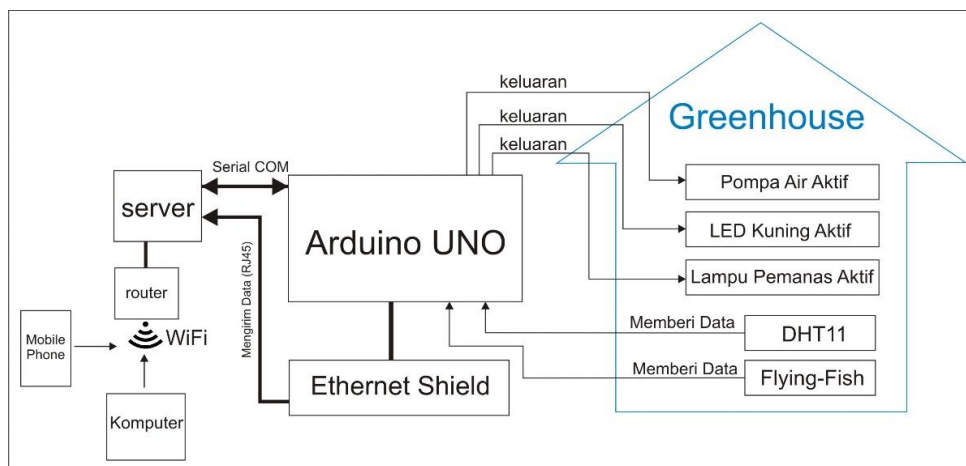 keluaran
keluaran
keluaran
Greenhouse
Serial COM
server
Arduino UNO
Pompa Air Aktif
LED Kuning Aktif
Lampu Pemanas Aktif
Mengirim Data (RJ45)
router
WiFi
Mobile
Phone
Memberi Data
DHT11
Memberi Data
Flying-Fish
Ethernet Shield
Komputer